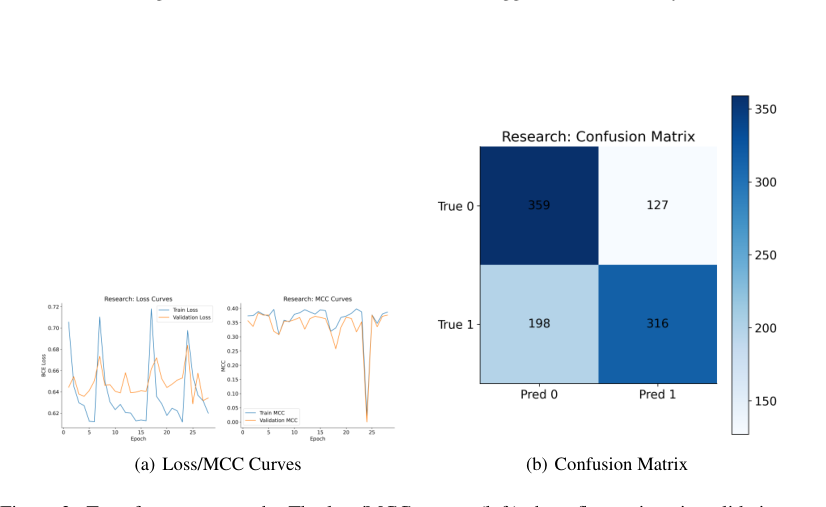 Research: Loss Curves
0.72
0.70
0.68
0.66
0.64
0.62
BCE Loss
Train Loss
Validation Loss
0 5 10 15 20 25
Epoch
Research: MCC Curves
0.40
0.35
0.30
0.25
0.20
0.15
0.10
0.05
0.00
MCC
Train MCC
Validation MCC
0 5 10 15 20 25
Epoch
(a) Loss/MCC Curves
Research: Confusion Matrix
True 0
359 127
True 1
198 316
Pred 0 Pred 1
350
300
250
200
150
(b) Confusion Matrix